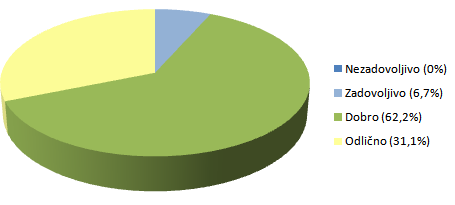 Nezadovoljivo (0%)
Zadovoljivo (6,7%)
Dobro (62,2%)
Odlično (31,1%)